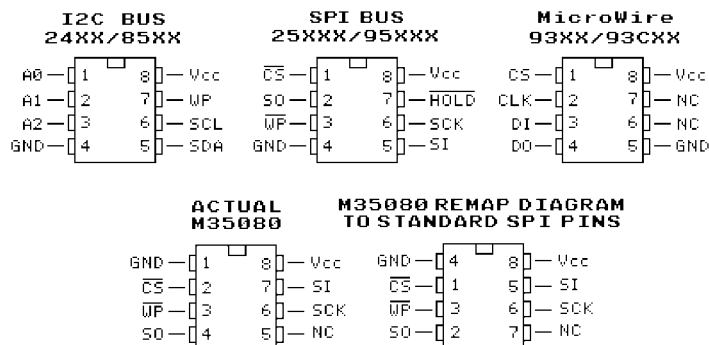 I2C BUS
24XX/85XX
A0 1 8 Vcc
A1 2 7 WP
A2 3 6 SCL
GND 4 5 SDA
SPI BUS
25XXX/95XXX
CS 1 8 Vcc
SO 2 7 HOLD
WP 3 6 SCK
GND 4 5 SI
MicroWire
93XX/93CXX
CS 1 8 Vcc
CLK 2 7 NC
DI 3 6 NC
DO 4 5 GND
ACTUAL
M35080
GND 1 8 Vcc
CS 2 7 SI
WP 3 6 SCK
SO 4 5 NC
M35080 REMAP DIAGRAM
TO STANDARD SPI PINS
GND 4 8 Vcc
CS 1 5 SI
WP 3 6 SCK
SO 2 7 NC